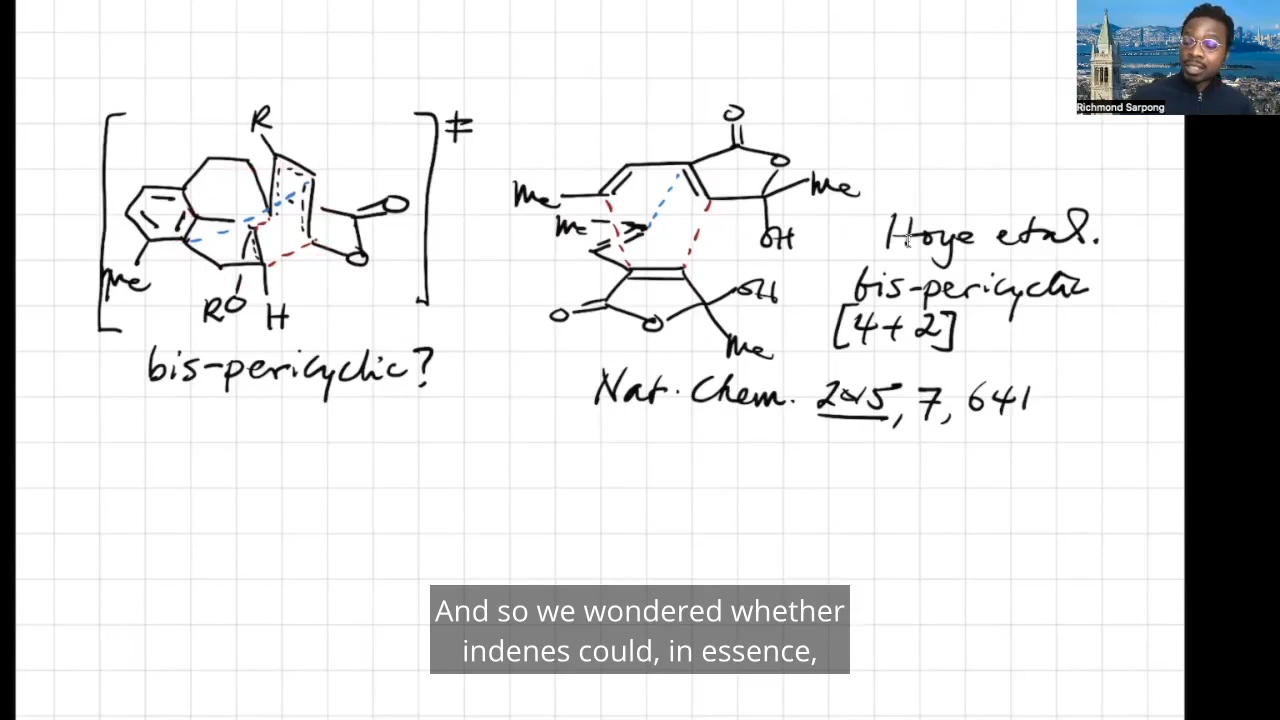 Richmond Sarpong
R
O
O
Me
RO
H
bis-pericyclic?
O
O
Me
Me
Me
OH
OH
O
O
Me
Hoye et al.
bis-pericyclic
[4+2]
Nat. Chem. 2015, 7, 641
And so we wondered whether
indenes could, in essence,